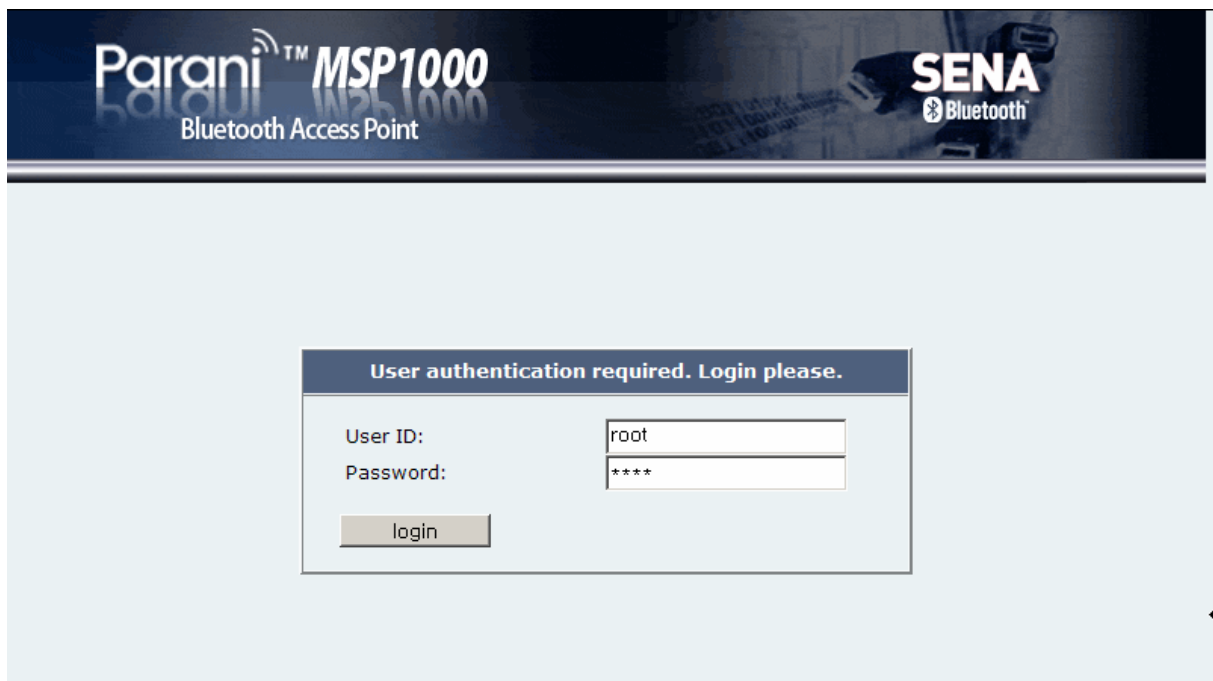 Parani™ MSP1000
Bluetooth Access Point
SENA
Bluetooth
User authentication required. Login please.
User ID: root
Password: ****
login